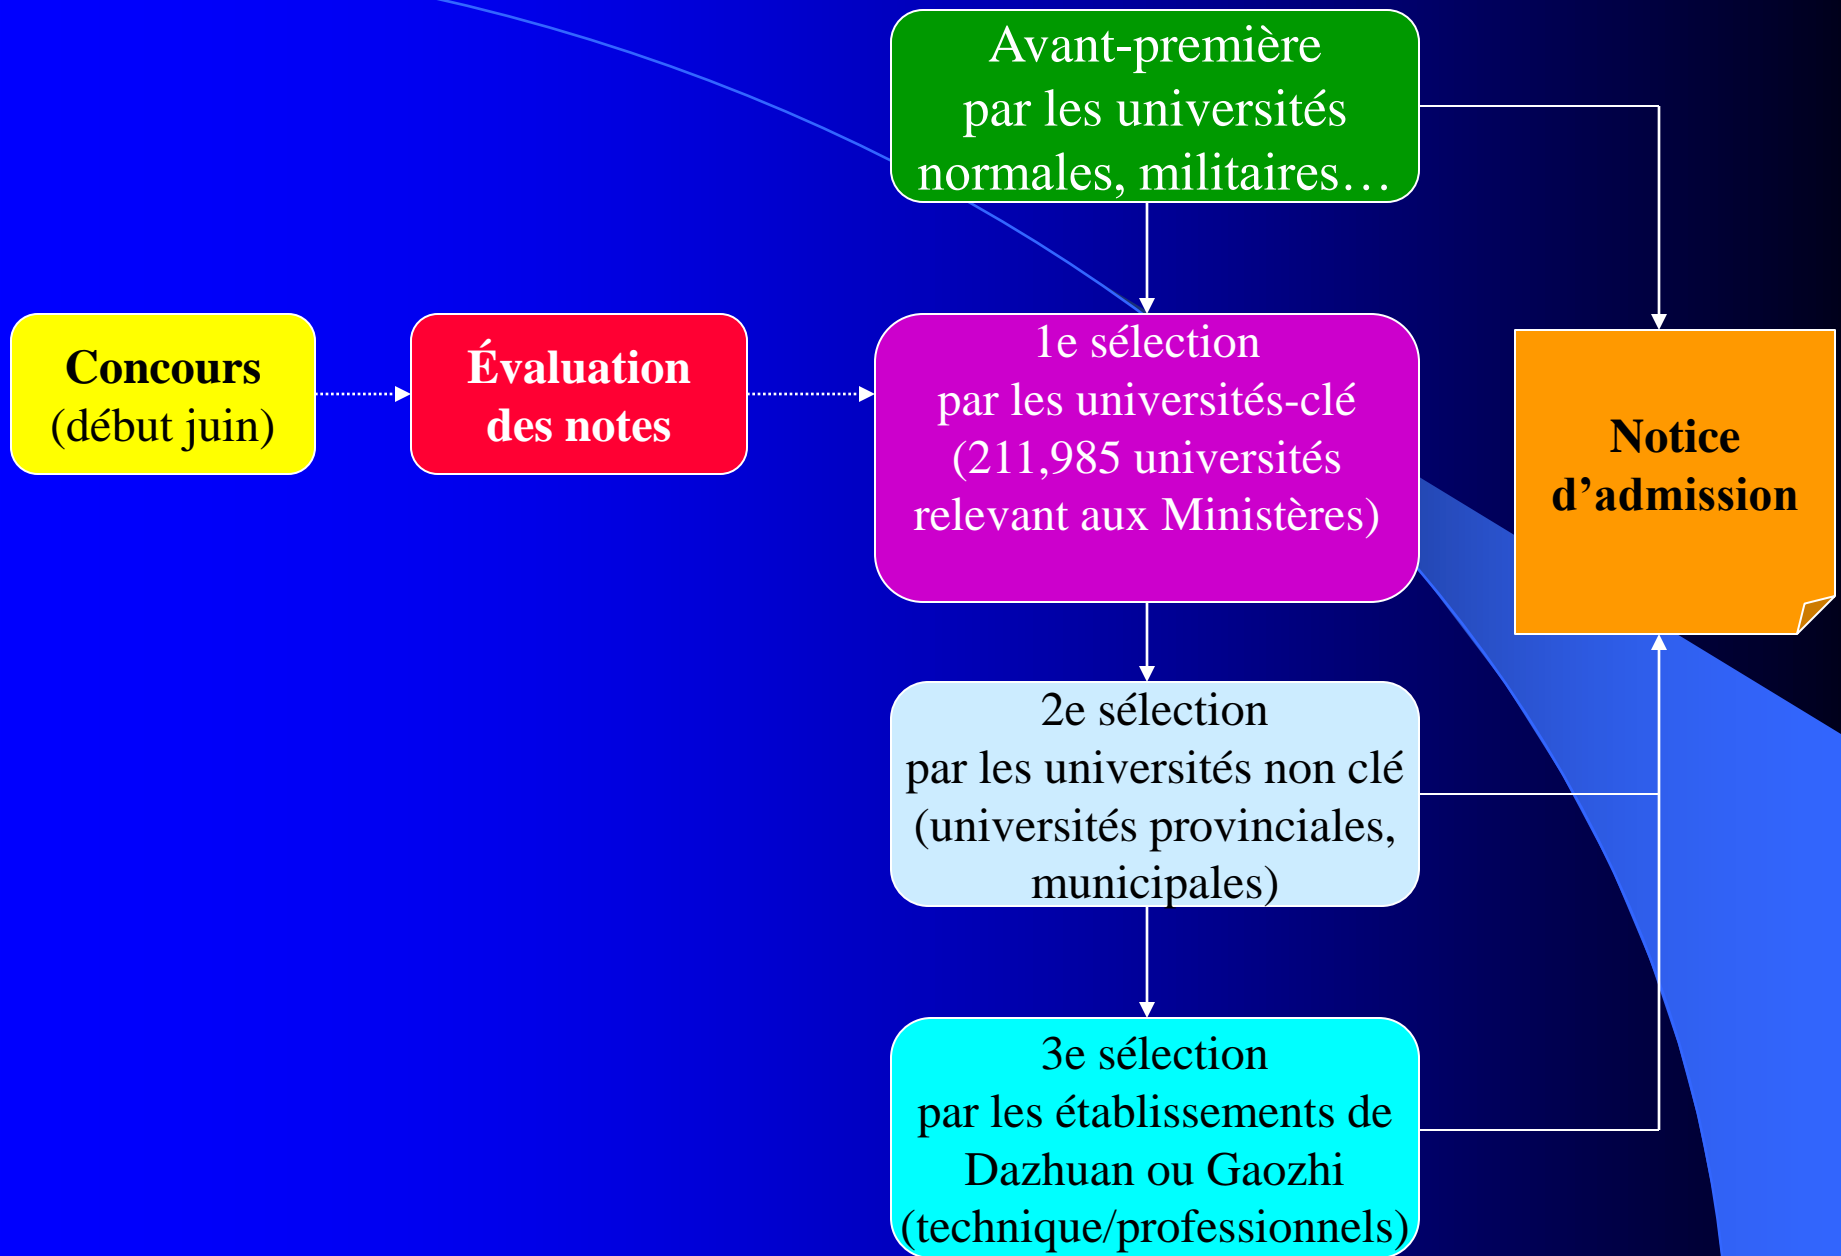 Avant-première
par les universités
normales, militaires…
Concours
(début juin)
Évaluation
des notes
1e sélection
par les universités-clé
(211,985 universités
relevant aux Ministères)
Notice
d’admission
2e sélection
par les universités non clé
(universités provinciales,
municipales)
3e sélection
par les établissements de
Dazhuan ou Gaozhi
(technique/professionnels)